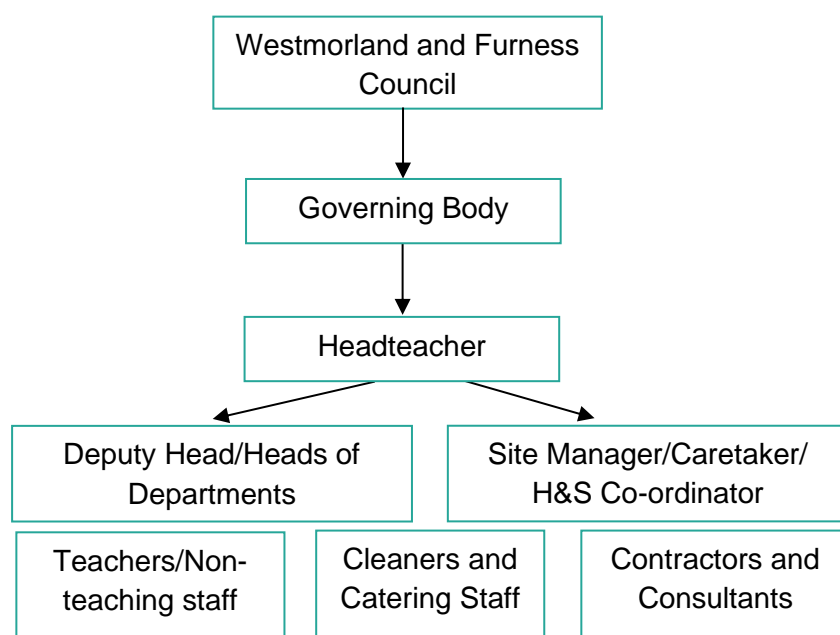 Westmorland and Furness
Council
Governing Body
Headteacher
Deputy Head/Heads of
Departments
Site Manager/Caretaker/
H&S Co-ordinator
Teachers/Non-
teaching staff
Cleaners and
Catering Staff
Contractors and
Consultants